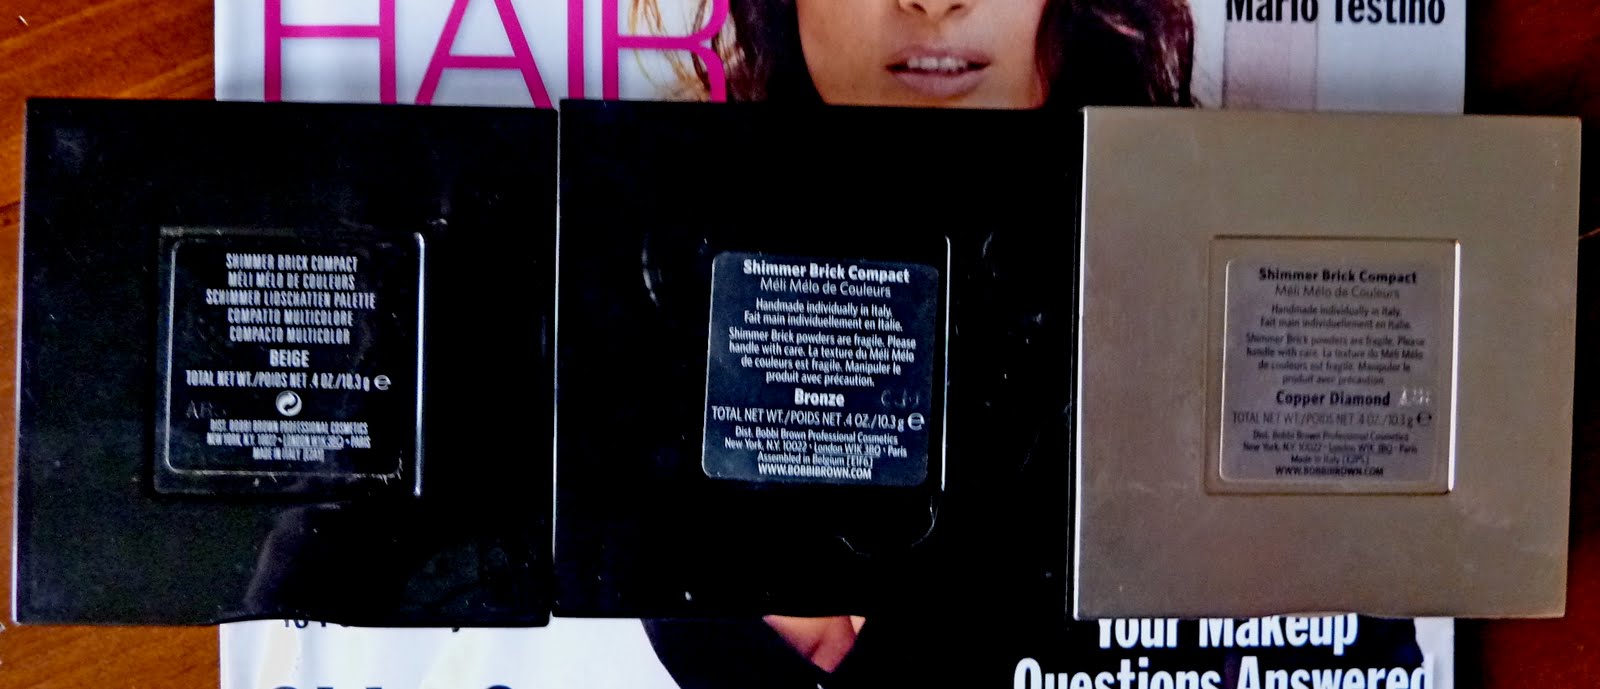 HAIR
Mario Testino
SHIMMER BRICK COMPACT
MÉLI MÉLO DE COULEURS
SCHIMMER LIDSCHATTEN PALETTE
COMPATTO MULTICOLORE
COMPACTO MULTICOLOR
BEIGE
TOTAL NET WT./POIDS NET .4 OZ./10.3 g e
DIST. BOBBI BROWN PROFESSIONAL COSMETICS
NEW YORK, N.Y. 10022 • LONDON W1K 3BQ • PARIS
MADE IN ITALY
Shimmer Brick Compact
Méli Mélo de Couleurs
Handmade individually in Italy.
Fait main individuellement en Italie.
Shimmer Brick powders are fragile. Please
handle with care. La texture du Méli Mélo
de couleurs est fragile. Manipuler le
produit avec précaution.
Bronze
TOTAL NET WT./POIDS NET .4 OZ./10.3 g e
Dist. Bobbi Brown Professional Cosmetics
New York, N.Y. 10022 • London W1K 3BQ • Paris
Assembled in Belgium [E1F6]
WWW.BOBBIBROWN.COM
Shimmer Brick Compact
Méli Mélo de Couleurs
Handmade individually in Italy.
Fait main individuellement en Italie.
Shimmer Brick powders are fragile. Please
handle with care. La texture du Méli Mélo
de couleurs est fragile. Manipuler le
produit avec précaution.
Copper Diamond
TOTAL NET WT./POIDS NET .4 OZ./10.3 g e
Dist. Bobbi Brown Professional Cosmetics
New York, N.Y. 10022 • London W1K 3BQ • Paris
Made in Italy
WWW.BOBBIBROWN.COM
Your Makeup
Questions Answered